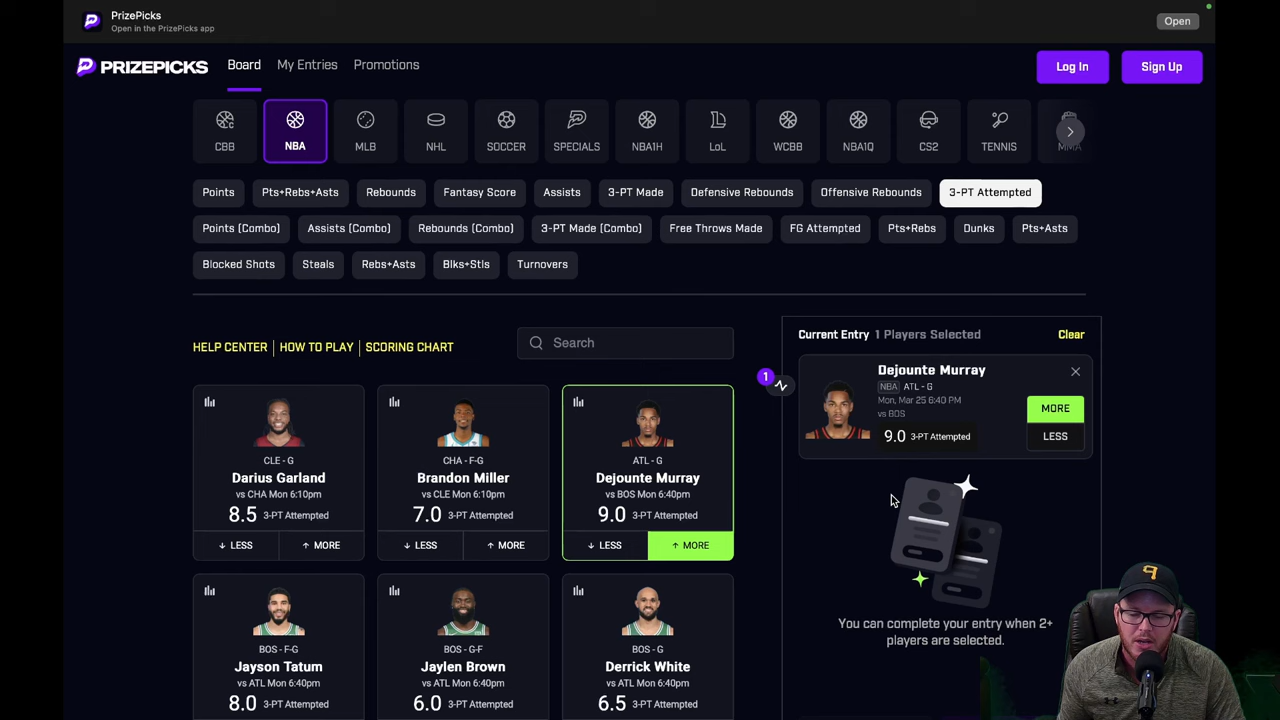 PrizePicks
Open in the PrizePicks app
Open
PRIZEPICKS
Board
My Entries
Promotions
Log In
Sign Up
CBB
NBA
MLB
NHL
SOCCER
SPECIALS
NBA1H
LoL
WCBB
NBA1Q
CS2
TENNIS
MMA
Points
Pts+Rebs+Asts
Rebounds
Fantasy Score
Assists
3-PT Made
Defensive Rebounds
Offensive Rebounds
3-PT Attempted
Points (Combo)
Assists (Combo)
Rebounds (Combo)
3-PT Made (Combo)
Free Throws Made
FG Attempted
Pts+Rebs
Dunks
Pts+Asts
Blocked Shots
Steals
Rebs+Asts
Blks+Stls
Turnovers
HELP CENTER
HOW TO PLAY
SCORING CHART
Search
CLE - G
Darius Garland
vs CHA Mon 6:10pm
8.5 3-PT Attempted
↓ LESS
↑ MORE
CHA - F-G
Brandon Miller
vs CLE Mon 6:10pm
7.0 3-PT Attempted
↓ LESS
↑ MORE
ATL - G
Dejounte Murray
vs BOS Mon 6:40pm
9.0 3-PT Attempted
↓ LESS
↑ MORE
BOS - F-G
Jayson Tatum
vs ATL Mon 6:40pm
8.0 3-PT Attempted
BOS - G-F
Jaylen Brown
vs ATL Mon 6:40pm
6.0 3-PT Attempted
BOS - G
Derrick White
vs ATL Mon 6:40pm
6.5 3-PT Attempted
Current Entry 1 Players Selected
Clear
1
Dejounte Murray
NBA ATL - G
Mon, Mar 25 6:40 PM
vs BOS
9.0 3-PT Attempted
MORE
LESS
You can complete your entry when 2+
players are selected.